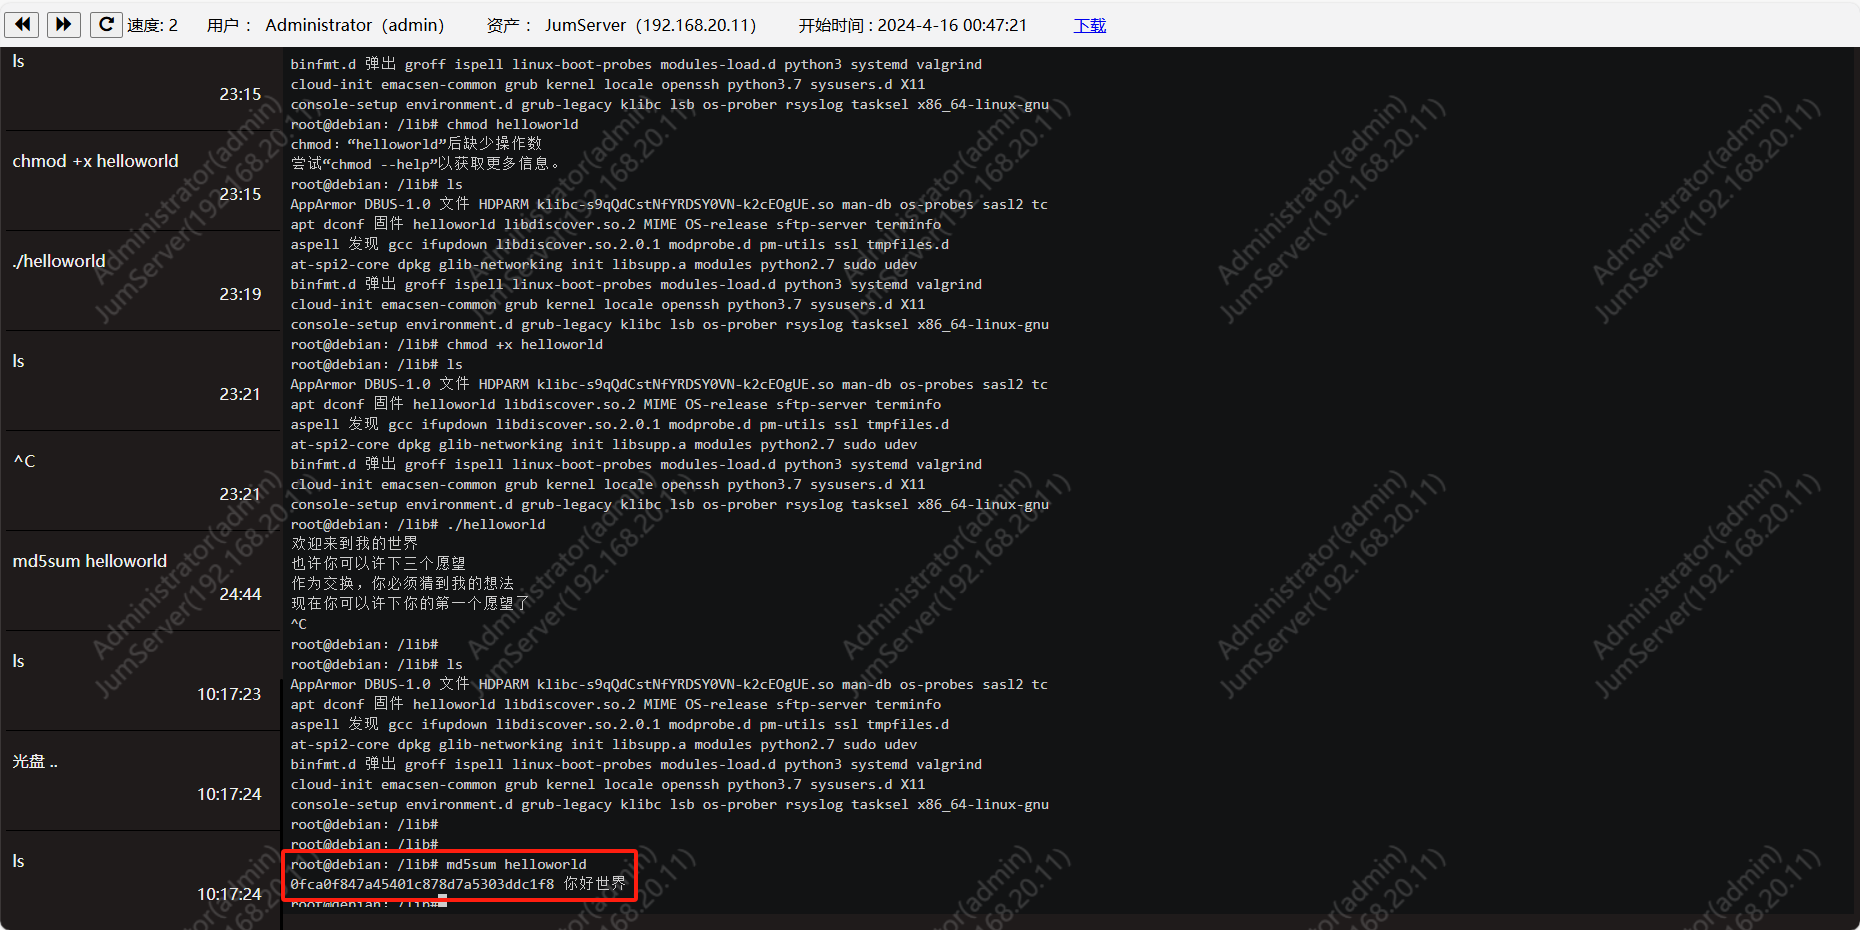 速度: 2 用户： Administrator（admin） 资产： JumServer（192.168.20.11） 开始时间 : 2024-4-16 00:47:21 下载
ls
23:15
chmod +x helloworld
23:15
./helloworld
23:19
ls
23:21
^C
23:21
md5sum helloworld
24:44
ls
10:17:23
光盘 ..
10:17:24
ls
10:17:24
binfmt.d 弹出 groff ispell linux-boot-probes modules-load.d python3 systemd valgrind
cloud-init emacsen-common grub kernel locale openssh python3.7 sysusers.d X11
console-setup environment.d grub-legacy klibc lsb os-prober rsyslog tasksel x86_64-linux-gnu
root@debian：/lib# chmod helloworld
chmod：“helloworld”后缺少操作数
尝试“chmod --help”以获取更多信息。
root@debian：/lib# ls
AppArmor DBUS-1.0 文件 HDPARM klibc-s9qQdCstNfYRDSY0VN-k2cEOgUE.so man-db os-probes sasl2 tc
apt dconf 固件 helloworld libdiscover.so.2 MIME OS-release sftp-server terminfo
aspell 发现 gcc ifupdown libdiscover.so.2.0.1 modprobe.d pm-utils ssl tmpfiles.d
at-spi2-core dpkg glib-networking init libsupp.a modules python2.7 sudo udev
binfmt.d 弹出 groff ispell linux-boot-probes modules-load.d python3 systemd valgrind
cloud-init emacsen-common grub kernel locale openssh python3.7 sysusers.d X11
console-setup environment.d grub-legacy klibc lsb os-prober rsyslog tasksel x86_64-linux-gnu
root@debian：/lib# chmod +x helloworld
root@debian：/lib# ls
AppArmor DBUS-1.0 文件 HDPARM klibc-s9qQdCstNfYRDSY0VN-k2cEOgUE.so man-db os-probes sasl2 tc
apt dconf 固件 helloworld libdiscover.so.2 MIME OS-release sftp-server terminfo
aspell 发现 gcc ifupdown libdiscover.so.2.0.1 modprobe.d pm-utils ssl tmpfiles.d
at-spi2-core dpkg glib-networking init libsupp.a modules python2.7 sudo udev
binfmt.d 弹出 groff ispell linux-boot-probes modules-load.d python3 systemd valgrind
cloud-init emacsen-common grub kernel locale openssh python3.7 sysusers.d X11
console-setup environment.d grub-legacy klibc lsb os-prober rsyslog tasksel x86_64-linux-gnu
root@debian：/lib# ./helloworld
欢迎来到我的世界
也许你可以许下三个愿望
作为交换，你必须猜到我的想法
现在你可以许下你的第一个愿望了
^C
root@debian：/lib#
root@debian：/lib# ls
AppArmor DBUS-1.0 文件 HDPARM klibc-s9qQdCstNfYRDSY0VN-k2cEOgUE.so man-db os-probes sasl2 tc
apt dconf 固件 helloworld libdiscover.so.2 MIME OS-release sftp-server terminfo
aspell 发现 gcc ifupdown libdiscover.so.2.0.1 modprobe.d pm-utils ssl tmpfiles.d
at-spi2-core dpkg glib-networking init libsupp.a modules python2.7 sudo udev
binfmt.d 弹出 groff ispell linux-boot-probes modules-load.d python3 systemd valgrind
cloud-init emacsen-common grub kernel locale openssh python3.7 sysusers.d X11
console-setup environment.d grub-legacy klibc lsb os-prober rsyslog tasksel x86_64-linux-gnu
root@debian：/lib#
root@debian：/lib#
root@debian：/lib# md5sum helloworld
0fca0f847a45401c878d7a5303ddc1f8 你好世界
root@debian：/lib#
Administrator(admin)
JumServer(192.168.20.11)